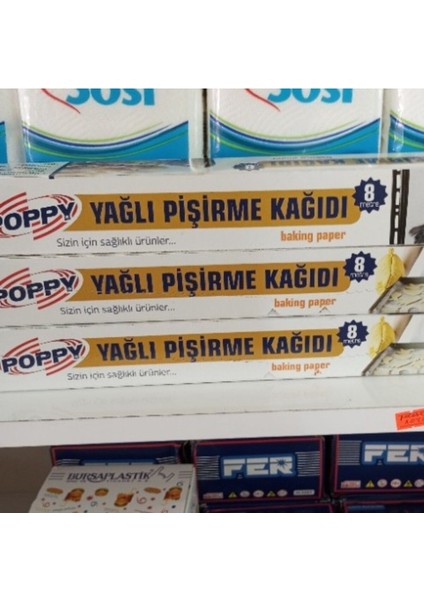 SOSI
POPPY YAĞLI PİŞİRME KAĞIDI 8 metre
Sizin için sağlıklı ürünler... baking paper
POPPY YAĞLI PİŞİRME KAĞIDI 8 metre
Sizin için sağlıklı ürünler... baking paper
POPPY YAĞLI PİŞİRME KAĞIDI 8 metre
Sizin için sağlıklı ürünler... baking paper
BURSAPLASTİK
FER
FER